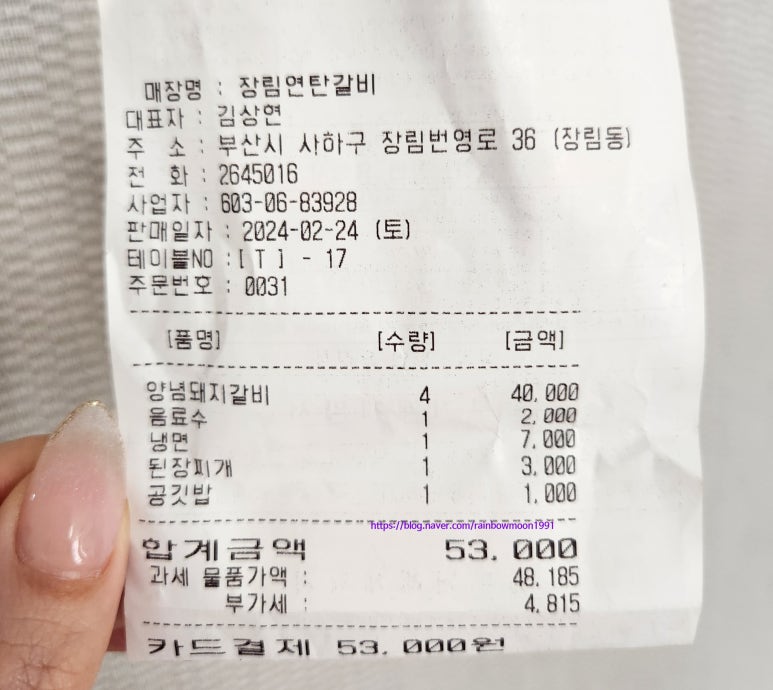 매장명 : 장림연탄갈비
대표자 : 김상현
주 소 : 부산시 사하구 장림번영로 36 (장림동)
전 화 : 2645016
사업자 : 603-06-83928
판매일자 : 2024-02-24 (토)
테이블NO :[ T ] - 17
주문번호 : 0031
[품명] [수량] [금액]
양념돼지갈비 4 40,000
음료수 1 2,000
냉면 1 7,000
된장찌개 1 3,000
공깃밥 1 1,000
https://blog.naver.com/rainbowmoon1991
합계금액 53,000
과세 물품가액 : 48,185
부가세 : 4,815
카드결제 53,000원